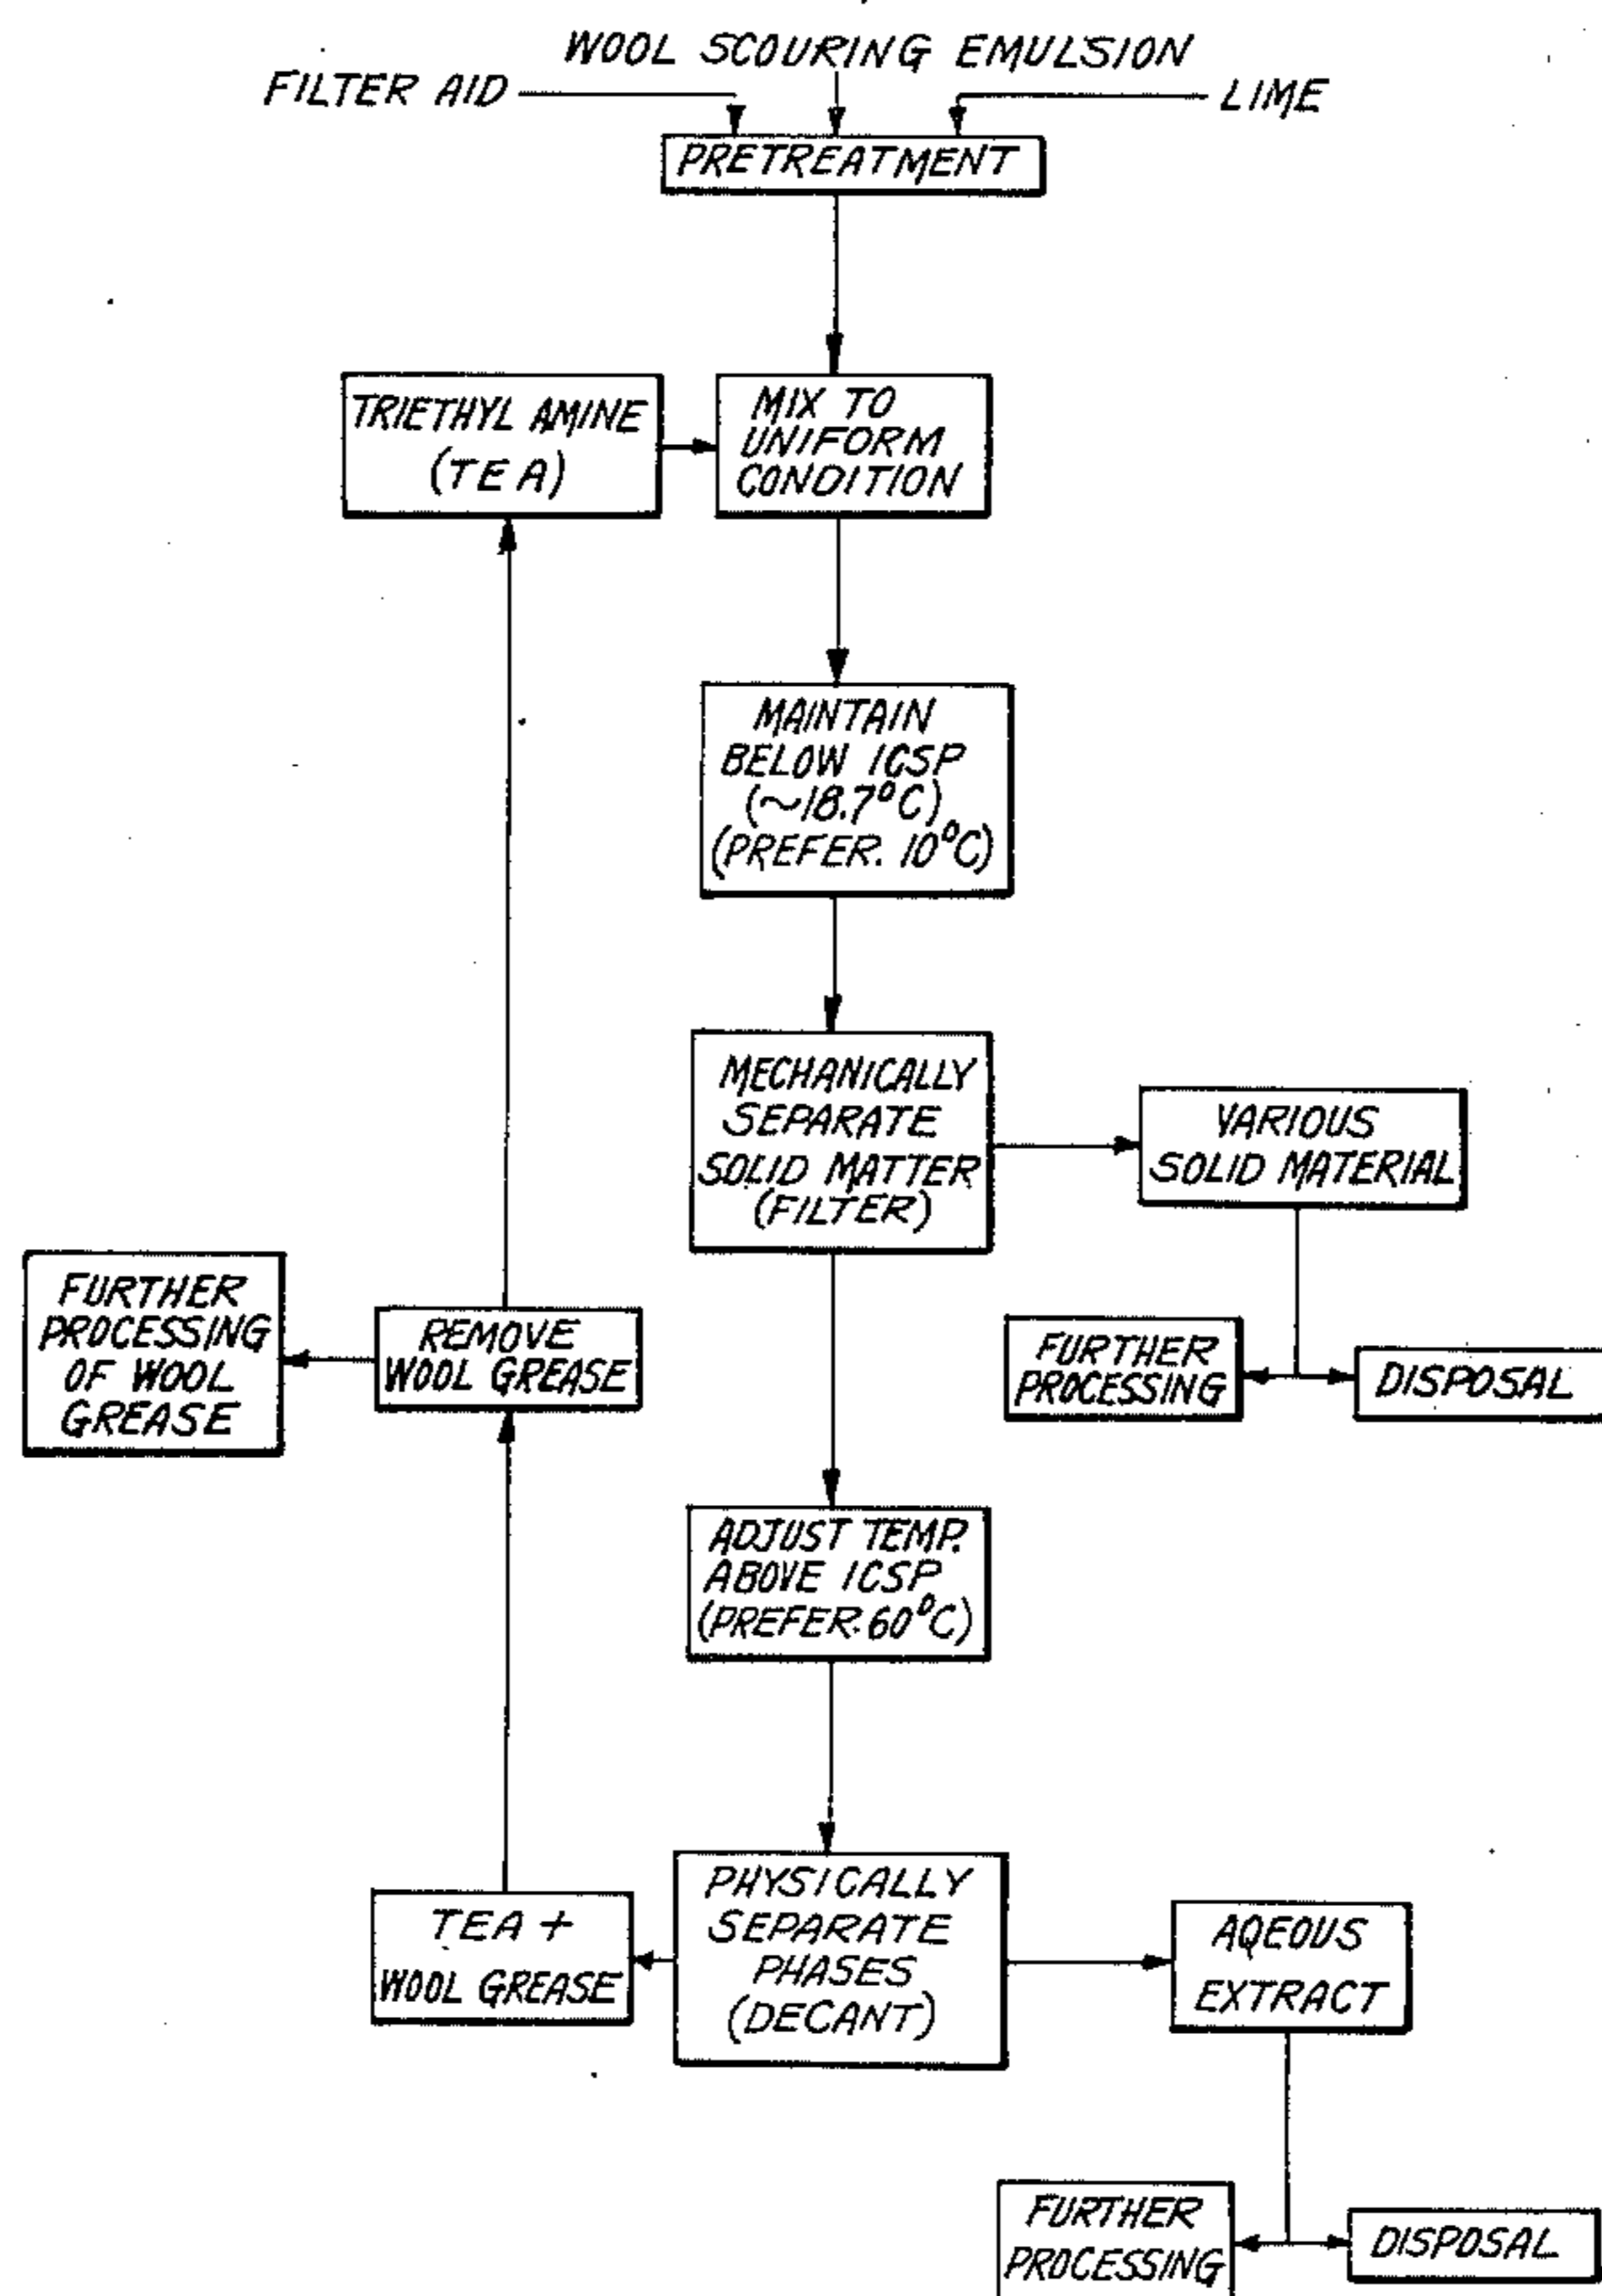 WOOL SCOURING EMULSION
FILTER AID
LIME
PRETREATMENT
TRIETHYL AMINE
(TEA)
MIX TO
UNIFORM
CONDITION
MAINTAIN
BELOW ICSP
(~18.7°C)
(PREFER. 10°C)
MECHANICALLY
SEPARATE
SOLID MATTER
(FILTER)
VARIOUS
SOLID MATERIAL
FURTHER
PROCESSING
OF WOOL
GREASE
REMOVE
WOOL GREASE
FURTHER
PROCESSING
DISPOSAL
ADJUST TEMP.
ABOVE ICSP
(PREFER. 60°C)
TEA +
WOOL GREASE
PHYSICALLY
SEPARATE
PHASES
(DECANT)
AQEOUS
EXTRACT
FURTHER
PROCESSING
DISPOSAL